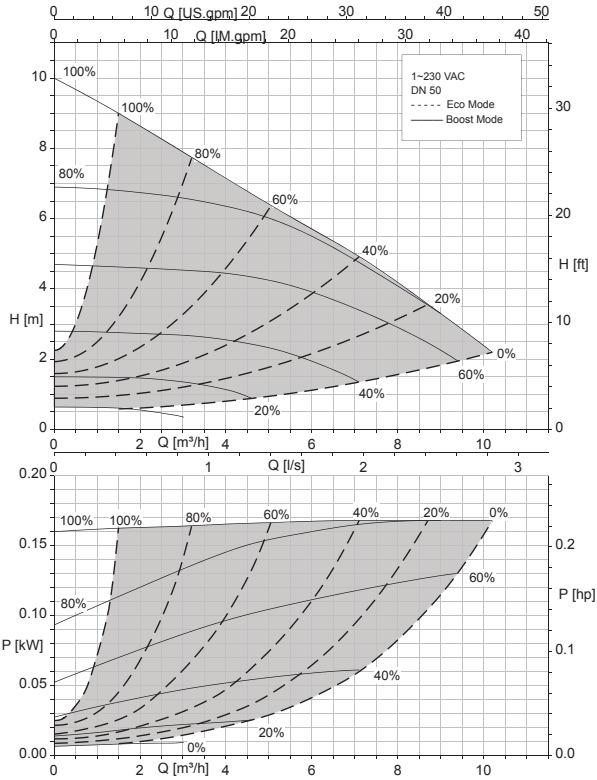 0 10 20 30 40 50
Q [US.gpm]
0 10 20 30 40
Q [IM.gpm]
100%
10
1~230 VAC
DN 50
Eco Mode
Boost Mode
100%
30
8
80%
80%
6
60%
20
40%
H [ft]
4
20%
H [m]
10
0%
2
60%
40%
20%
0
0
0 2 4 6 8 10
Q [m³/h]
0 1 2 3
Q [l/s]
0.20
100% 100% 80% 60% 40% 20% 0%
0.15
0.2
60%
80%
P [hp]
0.10
P [kW]
0.1
40%
0.05
20%
0%
0.00
0.0
0 2 4 6 8 10
Q [m³/h]